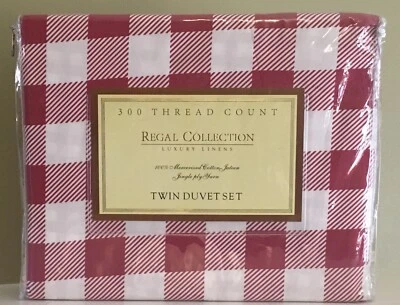 300 THREAD COUNT
REGAL COLLECTION
LUXURY LINENS
100% Mercerized Cotton, Sateen
Single ply Yarn
TWIN DUVET SET